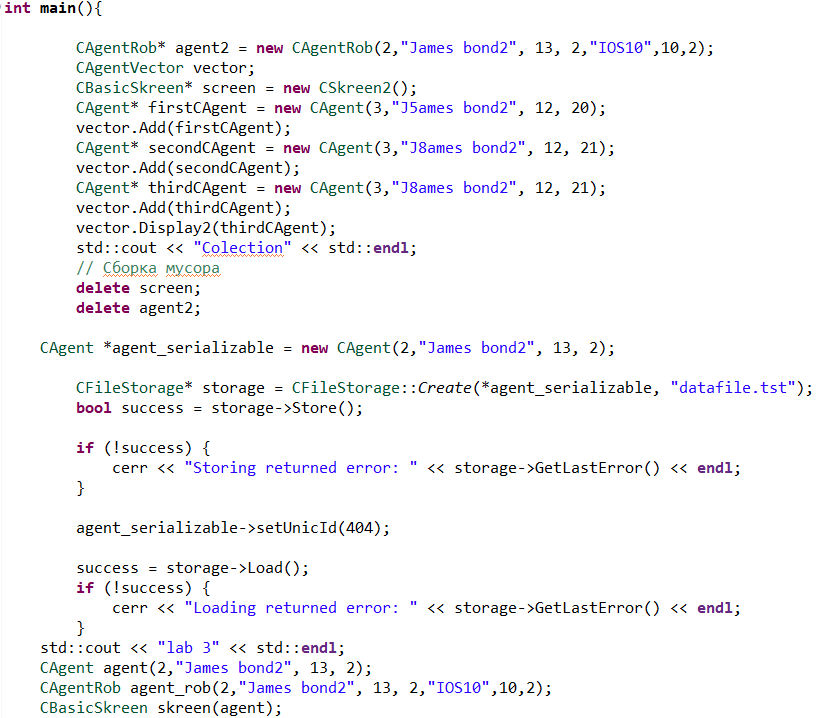 int main(){
CAgentRob* agent2 = new CAgentRob(2,"James bond2", 13, 2,"IOS10",10,2);
CAgentVector vector;
CBasicSkreen* screen = new CSkreen2();
CAgent* firstCAgent = new CAgent(3,"J5ames bond2", 12, 20);
vector.Add(firstCAgent);
CAgent* secondCAgent = new CAgent(3,"J8ames bond2", 12, 21);
vector.Add(secondCAgent);
CAgent* thirdCAgent = new CAgent(3,"J8ames bond2", 12, 21);
vector.Add(thirdCAgent);
vector.Display2(thirdCAgent);
std::cout << "Colection" << std::endl;
// Сборка мусора
delete screen;
delete agent2;
CAgent *agent_serializable = new CAgent(2,"James bond2", 13, 2);
CFileStorage* storage = CFileStorage::Create(*agent_serializable, "datafile.tst");
bool success = storage->Store();
if (!success) {
cerr << "Storing returned error: " << storage->GetLastError() << endl;
}
agent_serializable->setUnicId(404);
success = storage->Load();
if (!success) {
cerr << "Loading returned error: " << storage->GetLastError() << endl;
}
std::cout << "lab 3" << std::endl;
CAgent agent(2,"James bond2", 13, 2);
CAgentRob agent_rob(2,"James bond2", 13, 2,"IOS10",10,2);
CBasicSkreen skreen(agent);